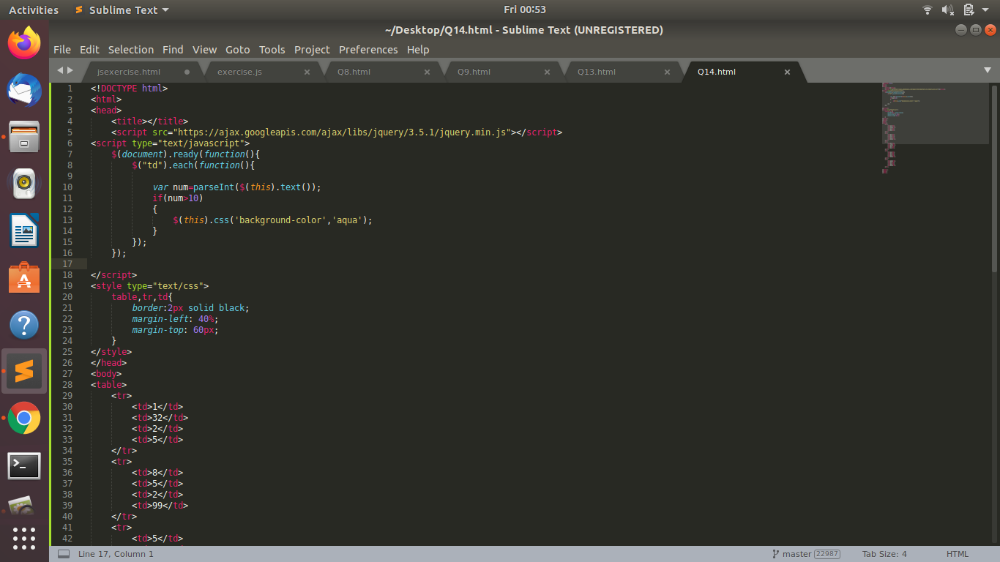 Activities Sublime Text Fri 00:53
~/Desktop/Q14.html - Sublime Text (UNREGISTERED)
File Edit Selection Find View Goto Tools Project Preferences Help
jsexercise.html exercise.js Q8.html Q9.html Q13.html Q14.html
1 <!DOCTYPE html>
2 <html>
3 <head>
4 <title></title>
5 <script src="https://ajax.googleapis.com/ajax/libs/jquery/3.5.1/jquery.min.js"></script>
6 <script type="text/javascript">
7 $(document).ready(function(){
8 $("td").each(function(){
9
10 var num=parseInt($(this).text());
11 if(num>10)
12 {
13 $(this).css('background-color','aqua');
14 }
15 });
16 });
17
18 </script>
19 <style type="text/css">
20 table,tr,td{
21 border:2px solid black;
22 margin-left: 40%;
23 margin-top: 60px;
24 }
25 </style>
26 </head>
27 <body>
28 <table>
29 <tr>
30 <td>1</td>
31 <td>32</td>
32 <td>2</td>
33 <td>5</td>
34 </tr>
35 <tr>
36 <td>8</td>
37 <td>5</td>
38 <td>2</td>
39 <td>99</td>
40 </tr>
41 <tr>
42 <td>5</td>
Line 17, Column 1 master 22987 Tab Size: 4 HTML